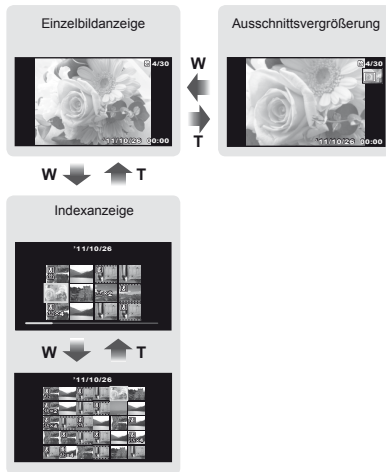 Einzelbildanzeige
Ausschnittsvergrößerung
4/30
'11/10/26 00:00
W
T
4/30
'11/10/26 00:00
W T
Indexanzeige
'11/10/26
W T
'11/10/26